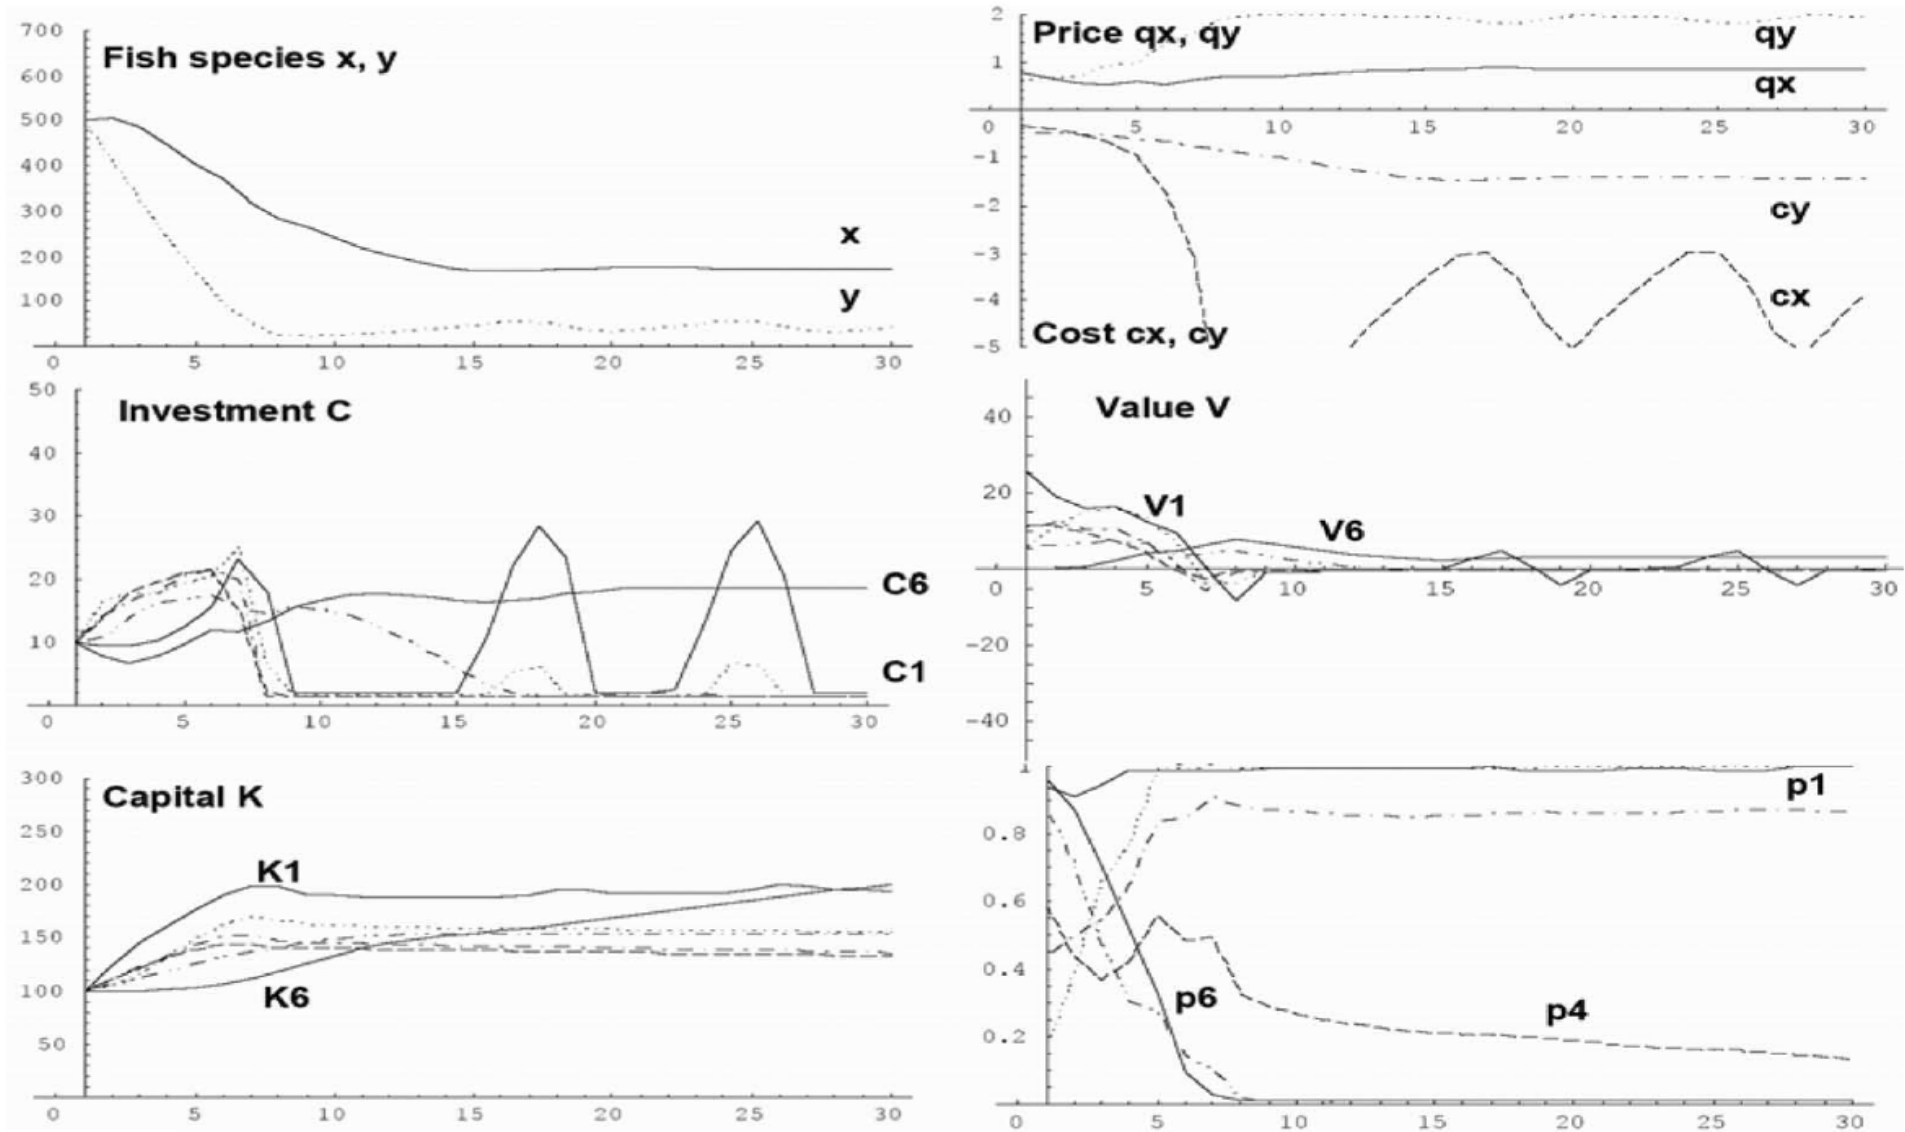 700
Fish species x, y
600
500
400
300
200
100
x
y
0 5 10 15 20 25 30
2
Price qx, qy
qy
1
qx
0 5 10 15 20 25 30
-1
-2
cy
-3
-4
cx
Cost cx, cy
-5
50
Investment C
40
30
20
10
C6
C1
0 5 10 15 20 25 30
Value V
40
20
V1
V6
0 5 10 15 20 25 30
-20
-40
300
Capital K
250
200
K1
150
100
K6
50
0 5 10 15 20 25 30
1
p1
0.8
0.6
0.4
p6
p4
0.2
0 5 10 15 20 25 30